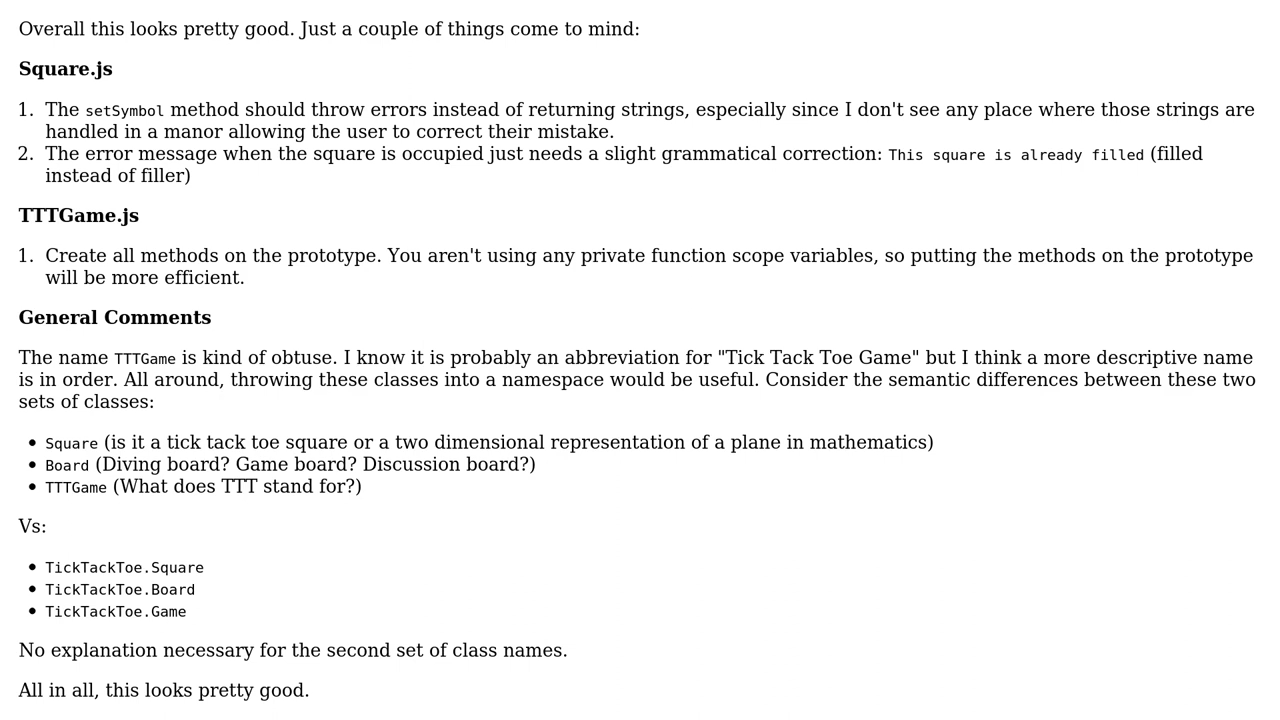 Overall this looks pretty good. Just a couple of things come to mind:
Square.js
1. The setSymbol method should throw errors instead of returning strings, especially since I don't see any place where those strings are
handled in a manor allowing the user to correct their mistake.
2. The error message when the square is occupied just needs a slight grammatical correction: This square is already filled (filled
instead of filler)
TTTGame.js
1. Create all methods on the prototype. You aren't using any private function scope variables, so putting the methods on the prototype
will be more efficient.
General Comments
The name TTTGame is kind of obtuse. I know it is probably an abbreviation for "Tick Tack Toe Game" but I think a more descriptive name
is in order. All around, throwing these classes into a namespace would be useful. Consider the semantic differences between these two
sets of classes:
• Square (is it a tick tack toe square or a two dimensional representation of a plane in mathematics)
• Board (Diving board? Game board? Discussion board?)
• TTTGame (What does TTT stand for?)
Vs:
• TickTackToe.Square
• TickTackToe.Board
• TickTackToe.Game
No explanation necessary for the second set of class names.
All in all, this looks pretty good.